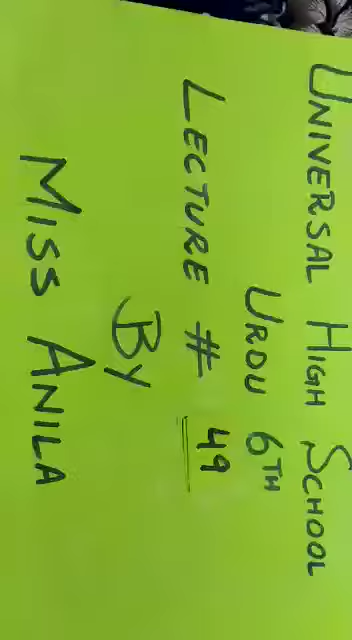 UNIVERSAL HIGH SCHOOL
URDU 6TH
LECTURE # 49
By
MISS ANILA